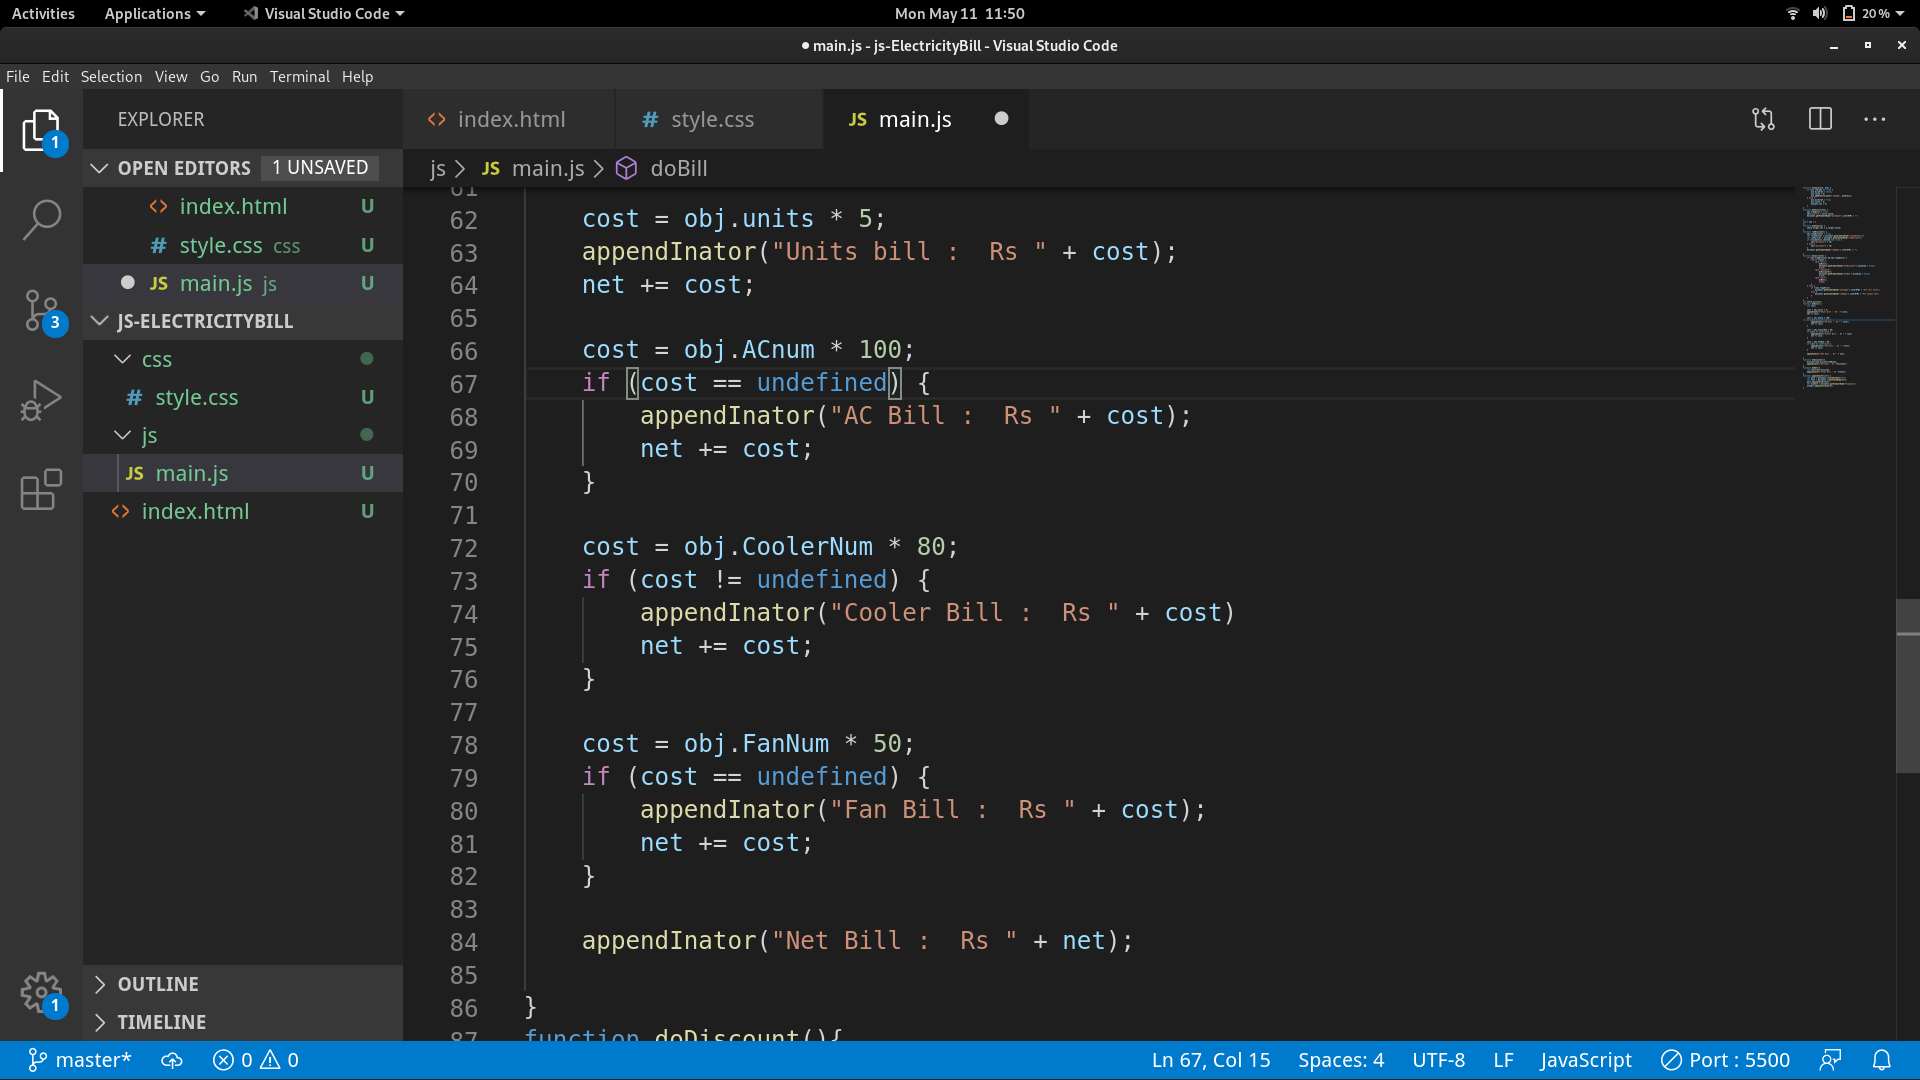 Activities Applications Visual Studio Code Mon May 11 11:50 20%
main.js - js-ElectricityBill - Visual Studio Code
File Edit Selection View Go Run Terminal Help
EXPLORER
1
OPEN EDITORS 1 UNSAVED
<> index.html U
# style.css css U
JS main.js js U
3
JS-ELECTRICITYBILL
css
# style.css U
js
JS main.js U
<> index.html U
OUTLINE
1
TIMELINE
<> index.html # style.css JS main.js
js > JS main.js > doBill
61
62 cost = obj.units * 5;
63 appendInator("Units bill :  Rs " + cost);
64 net += cost;
65
66 cost = obj.ACnum * 100;
67 if (cost == undefined) {
68 appendInator("AC Bill :  Rs " + cost);
69 net += cost;
70 }
71
72 cost = obj.CoolerNum * 80;
73 if (cost != undefined) {
74 appendInator("Cooler Bill :  Rs " + cost)
75 net += cost;
76 }
77
78 cost = obj.FanNum * 50;
79 if (cost == undefined) {
80 appendInator("Fan Bill :  Rs " + cost);
81 net += cost;
82 }
83
84 appendInator("Net Bill :  Rs " + net);
85
86 }
87 function doDiscount(){
master* 0 0 Ln 67, Col 15 Spaces: 4 UTF-8 LF JavaScript Port : 5500